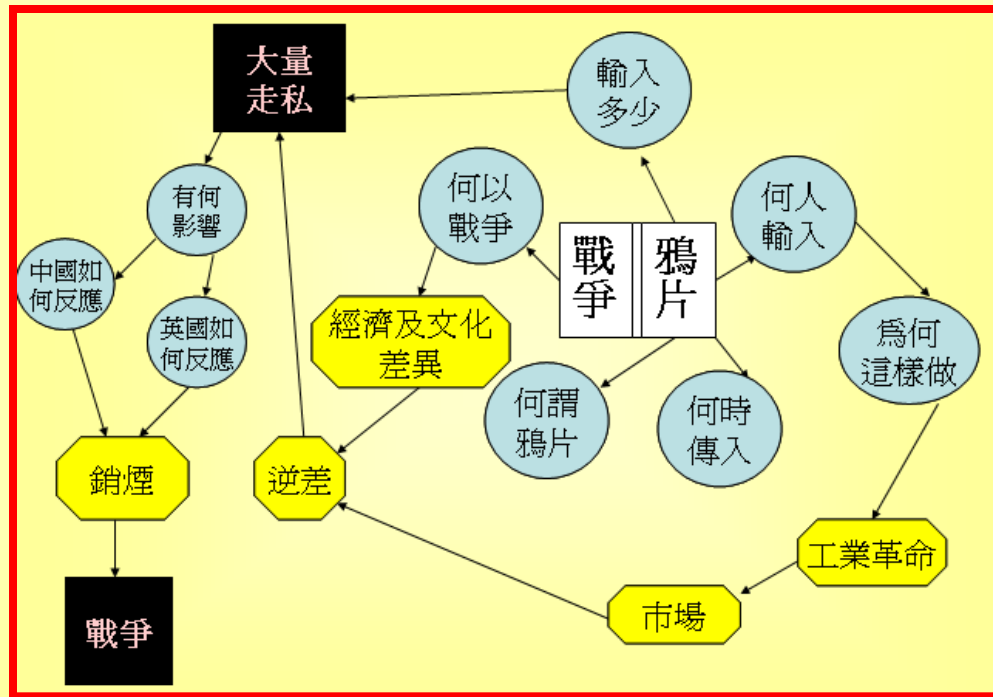 大量
走私
輸入
多少
有何
影響
何以
戰爭
何人
輸入
戰爭
鴉片
中國如
何反應
英國如
何反應
經濟及文化
差異
為何
這樣做
何謂
鴉片
何時
傳入
銷煙
逆差
工業革命
市場
戰爭